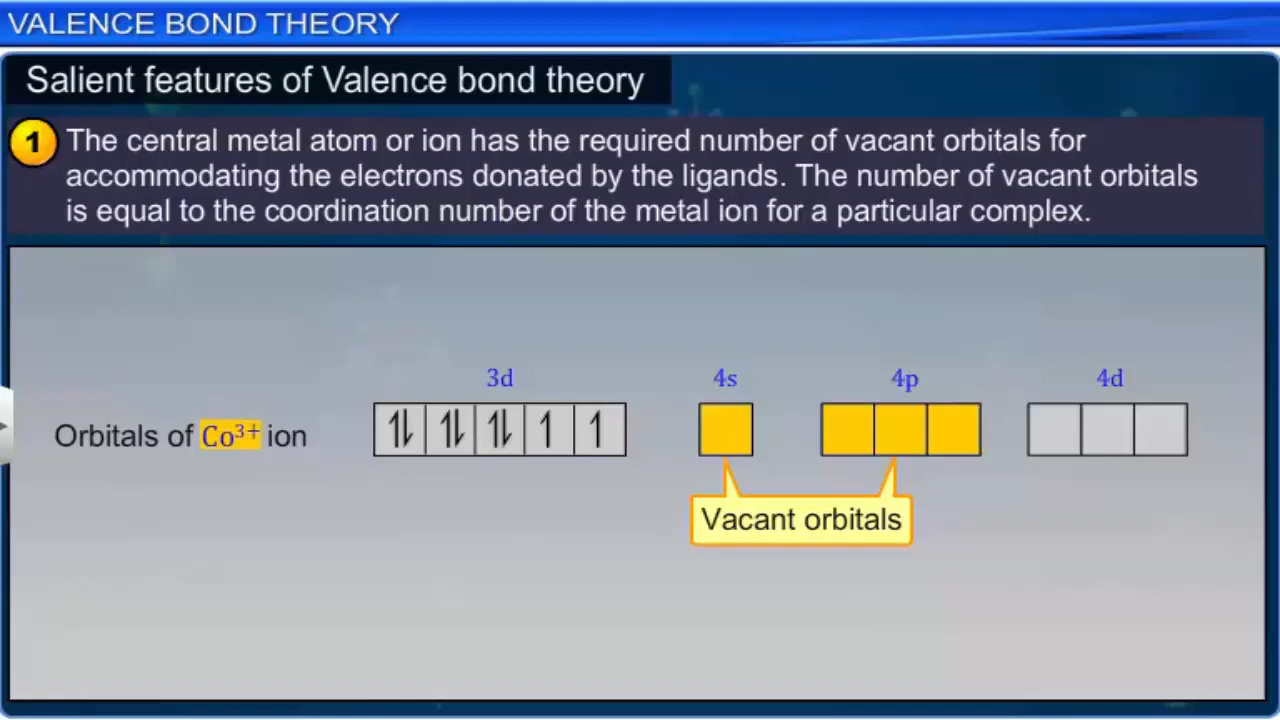 VALENCE BOND THEORY
Salient features of Valence bond theory
1 The central metal atom or ion has the required number of vacant orbitals for
accommodating the electrons donated by the ligands. The number of vacant orbitals
is equal to the coordination number of the metal ion for a particular complex.
3d 4s 4p 4d
Orbitals of Co³⁺ ion ⥮ ⥮ ⥮ ↿ ↿
Vacant orbitals